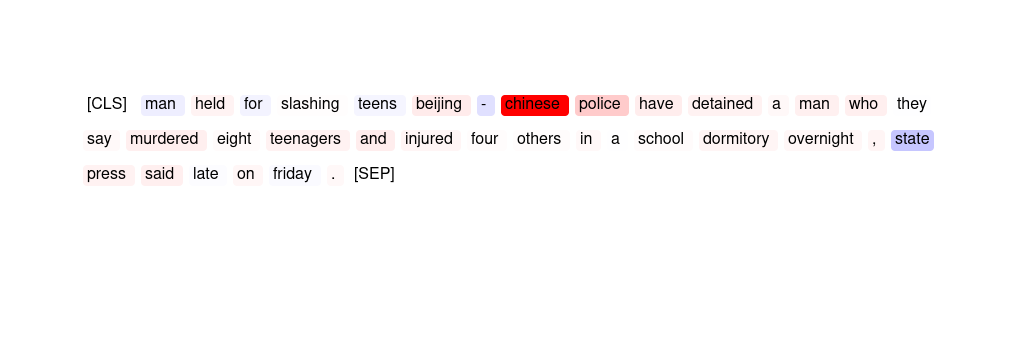 [CLS] man held for slashing teens beijing - chinese police have detained a man who they
say murdered eight teenagers and injured four others in a school dormitory overnight , state
press said late on friday . [SEP]